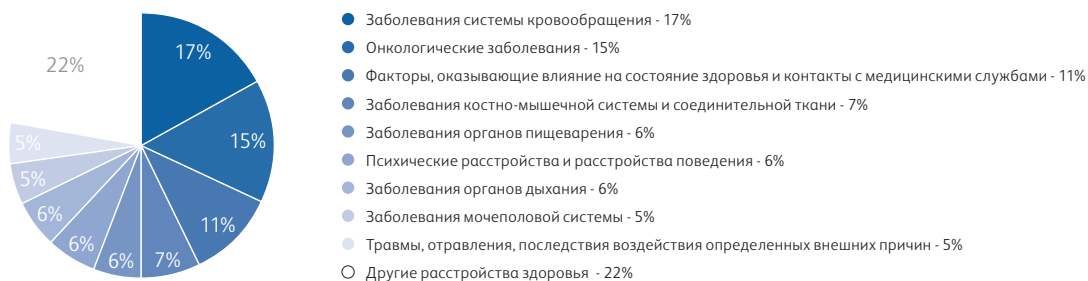 Заболевания системы кровообращения - 17%
Онкологические заболевания - 15%
Факторы, оказывающие влияние на состояние здоровья и контакты с медицинскими службами - 11%
Заболевания костно-мышечной системы и соединительной ткани - 7%
Заболевания органов пищеварения - 6%
Психические расстройства и расстройства поведения - 6%
Заболевания органов дыхания - 6%
Заболевания мочеполовой системы - 5%
Травмы, отравления, последствия воздействия определенных внешних причин - 5%
Другие расстройства здоровья - 22%
17%
15%
11%
7%
6%
6%
6%
5%
5%
22%